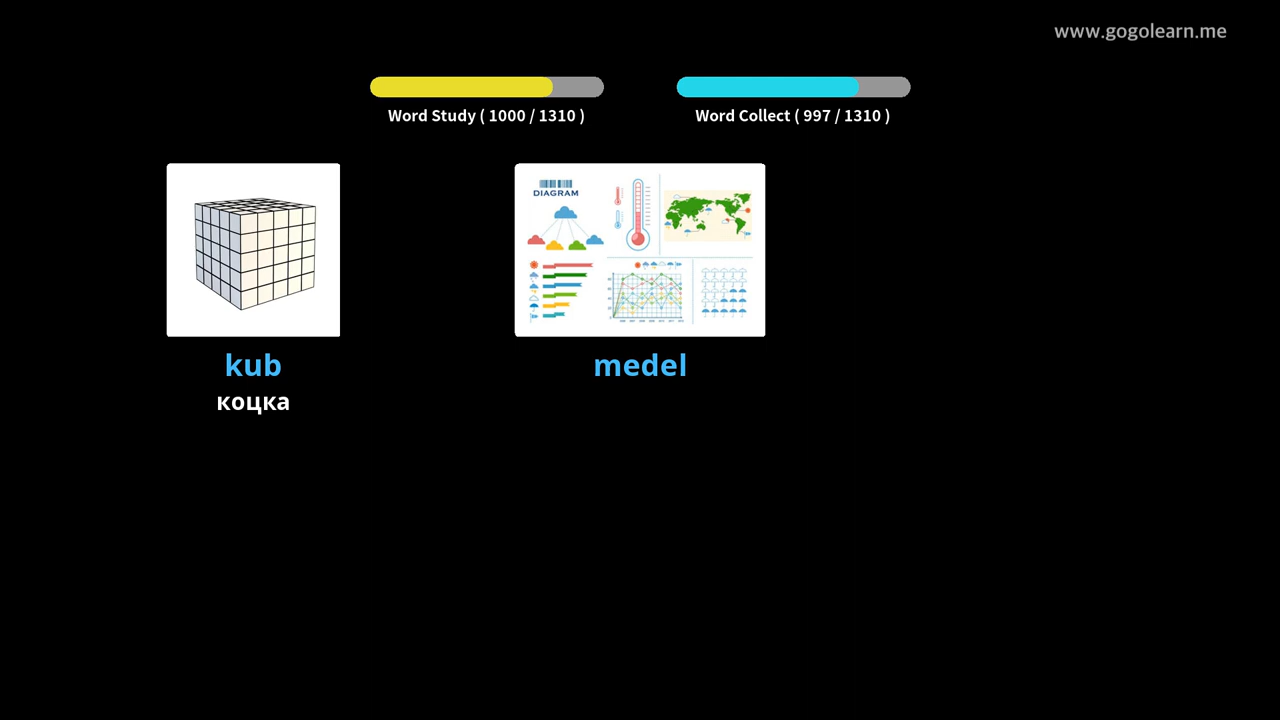 www.gogolearn.me
Word Study ( 1000 / 1310 )
Word Collect ( 997 / 1310 )
DIAGRAM
kub
medel
коцка